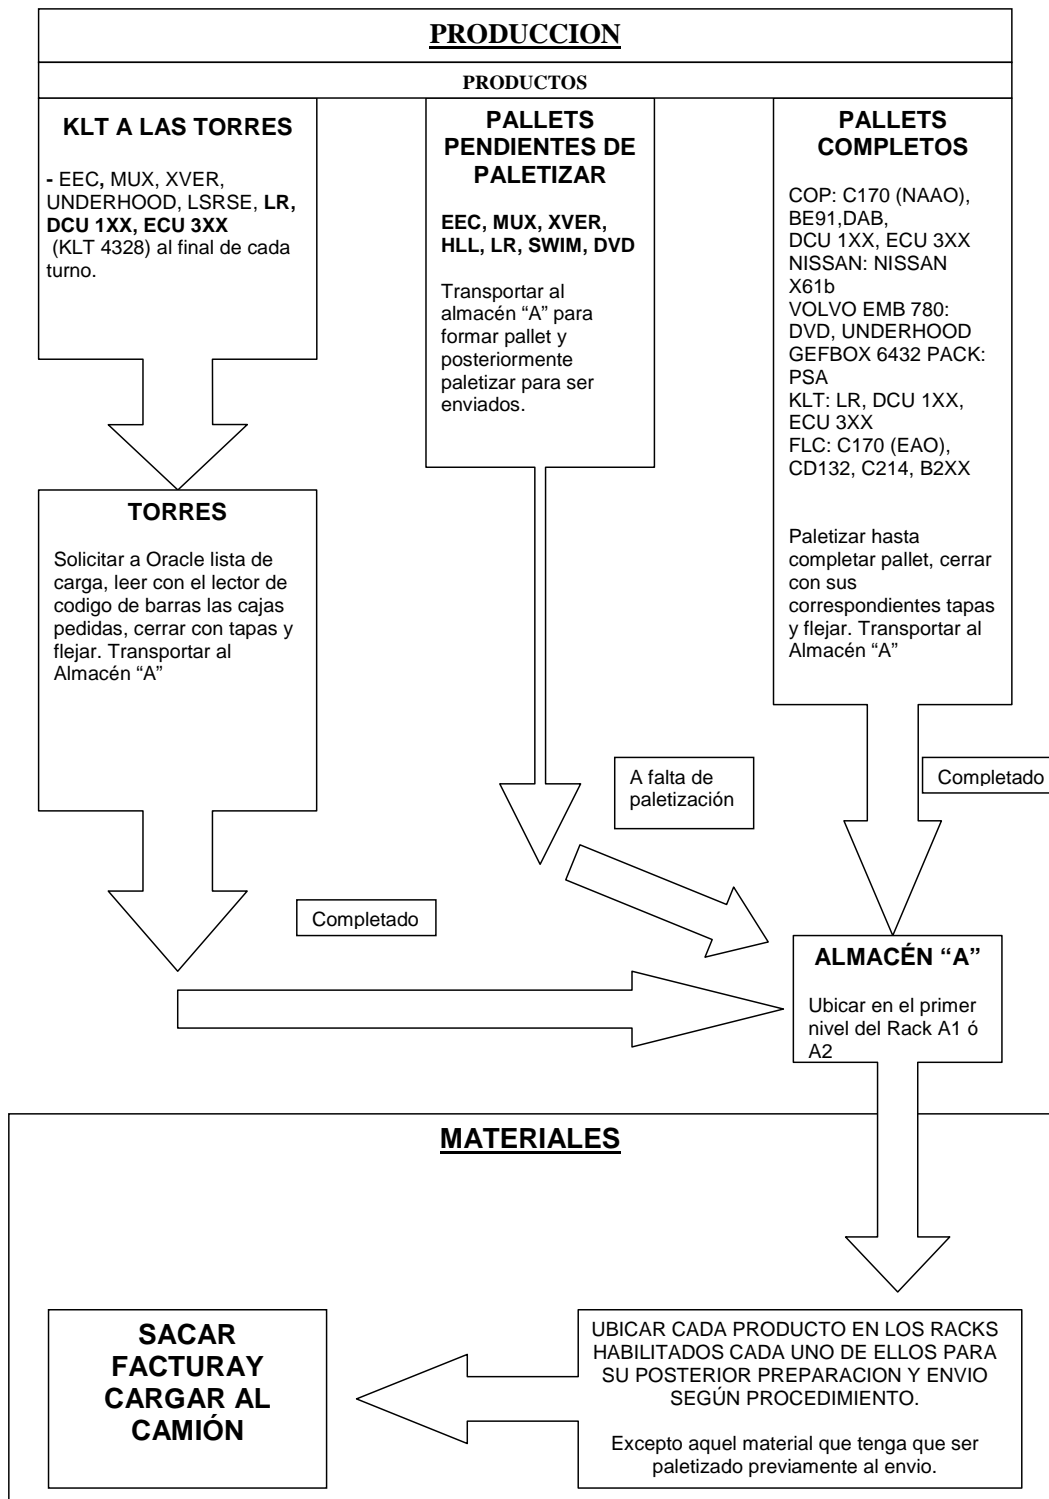 PRODUCCION
PRODUCTOS
KLT A LAS TORRES
- EEC, MUX, XVER,
UNDERHOOD, LSRSE, LR,
DCU 1XX, ECU 3XX
(KLT 4328) al final de cada
turno.
PALLETS
PENDIENTES DE
PALETIZAR
EEC, MUX, XVER,
HLL, LR, SWIM, DVD
Transportar al
almacén “A” para
formar pallet y
posteriormente
paletizar para ser
enviados.
PALLETS
COMPLETOS
COP: C170 (NAAO),
BE91,DAB,
DCU 1XX, ECU 3XX
NISSAN: NISSAN
X61b
VOLVO EMB 780:
DVD, UNDERHOOD
GEFBOX 6432 PACK:
PSA
KLT: LR, DCU 1XX,
ECU 3XX
FLC: C170 (EAO),
CD132, C214, B2XX
Paletizar hasta
completar pallet, cerrar
con sus
correspondientes tapas
y flejar. Transportar al
Almacén “A”
TORRES
Solicitar a Oracle lista de
carga, leer con el lector de
codigo de barras las cajas
pedidas, cerrar con tapas y
flejar. Transportar al
Almacén “A”
A falta de
paletización
Completado
Completado
ALMACÉN “A”
Ubicar en el primer
nivel del Rack A1 ó
A2
MATERIALES
SACAR
FACTURAY
CARGAR AL
CAMIÓN
UBICAR CADA PRODUCTO EN LOS RACKS
HABILITADOS CADA UNO DE ELLOS PARA
SU POSTERIOR PREPARACION Y ENVIO
SEGÚN PROCEDIMIENTO.
Excepto aquel material que tenga que ser
paletizado previamente al envio.